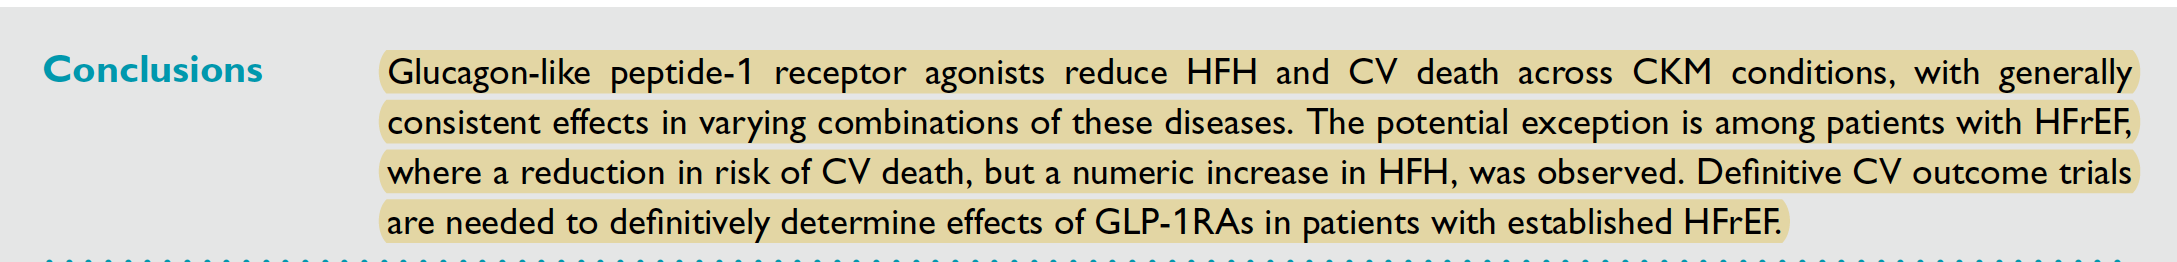 Conclusions
Glucagon-like peptide-1 receptor agonists reduce HFH and CV death across CKM conditions, with generally
consistent effects in varying combinations of these diseases. The potential exception is among patients with HFrEF,
where a reduction in risk of CV death, but a numeric increase in HFH, was observed. Definitive CV outcome trials
are needed to definitively determine effects of GLP-1RAs in patients with established HFrEF.